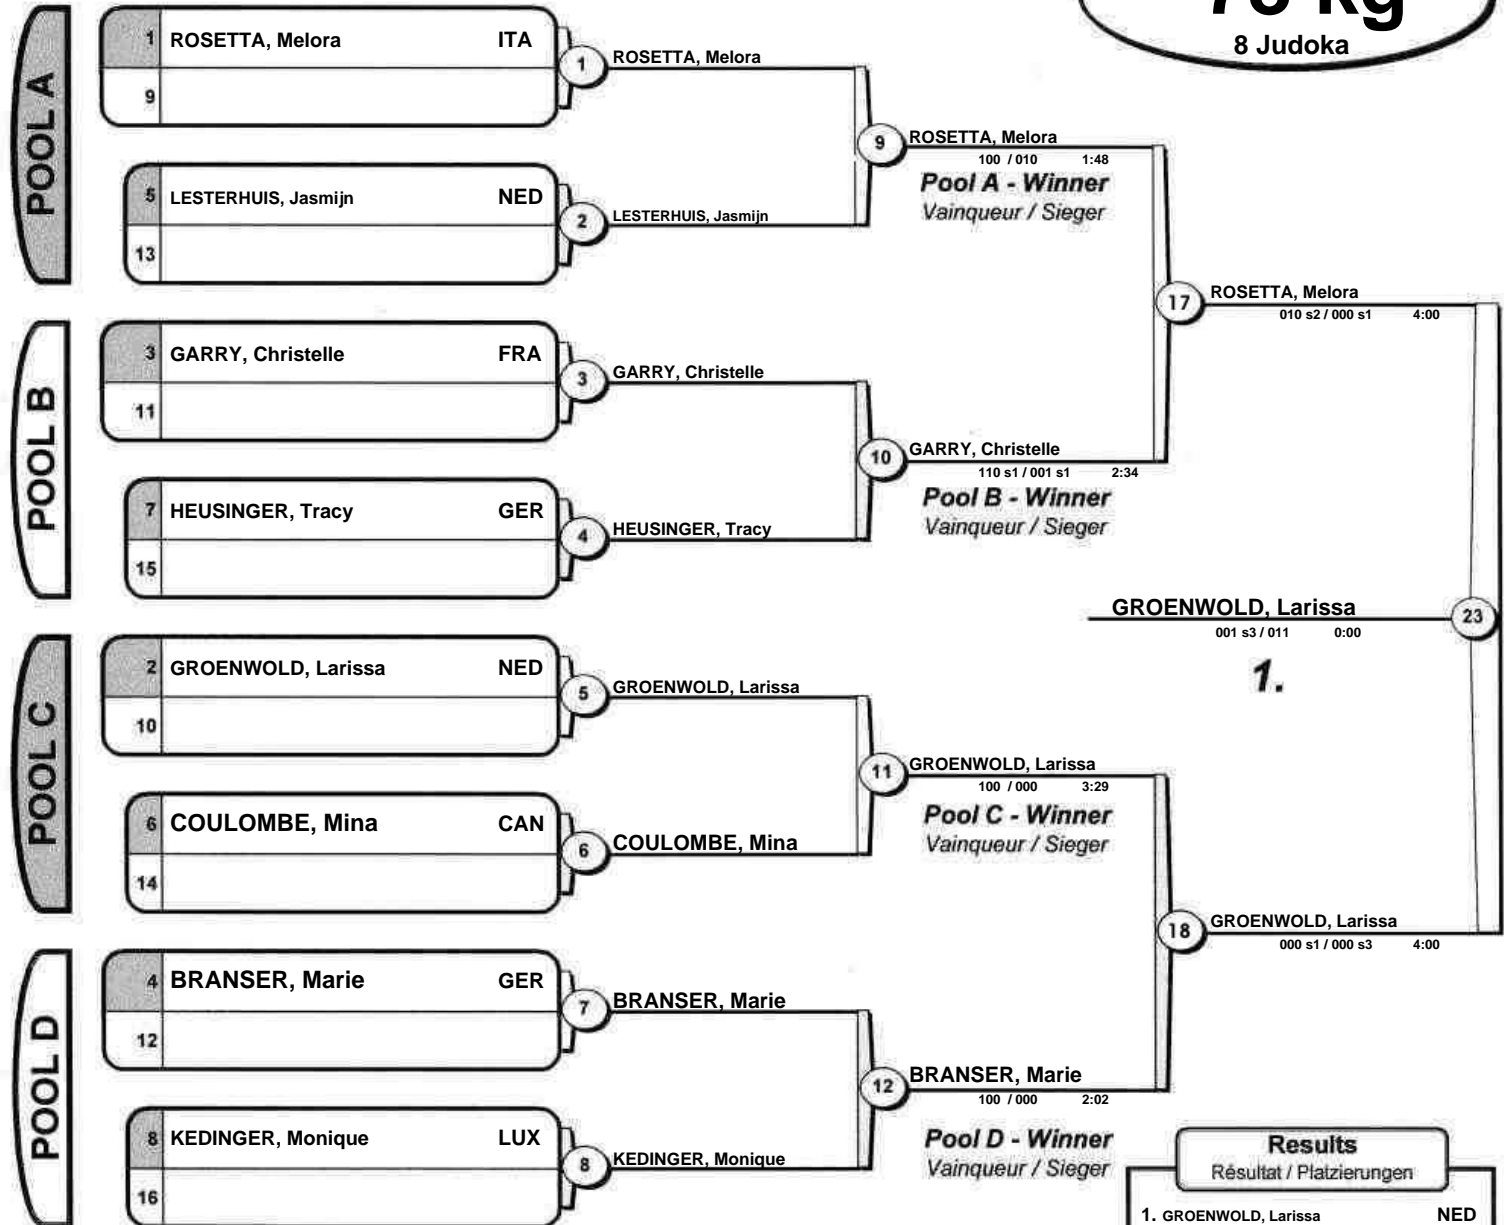 78 kg
8 Judoka
POOL A
1 ROSETTA, Melora ITA
9
5 LESTERHUIS, Jasmijn NED
13
1 ROSETTA, Melora
2 LESTERHUIS, Jasmijn
9 ROSETTA, Melora
100 / 010 1:48
Pool A - Winner
Vainqueur / Sieger
POOL B
3 GARRY, Christelle FRA
11
7 HEUSINGER, Tracy GER
15
3 GARRY, Christelle
4 HEUSINGER, Tracy
10 GARRY, Christelle
110 s1 / 001 s1 2:34
Pool B - Winner
Vainqueur / Sieger
17 ROSETTA, Melora
010 s2 / 000 s1 4:00
POOL C
2 GROENWOLD, Larissa NED
10
6 COULOMBE, Mina CAN
14
5 GROENWOLD, Larissa
6 COULOMBE, Mina
11 GROENWOLD, Larissa
100 / 000 3:29
Pool C - Winner
Vainqueur / Sieger
POOL D
4 BRANSER, Marie GER
12
8 KEDINGER, Monique LUX
16
7 BRANSER, Marie
8 KEDINGER, Monique
12 BRANSER, Marie
100 / 000 2:02
Pool D - Winner
Vainqueur / Sieger
18 GROENWOLD, Larissa
000 s1 / 000 s3 4:00
GROENWOLD, Larissa 23
001 s3 / 011 0:00
1.
Results
Résultat / Platzierungen
1. GROENWOLD, Larissa NED